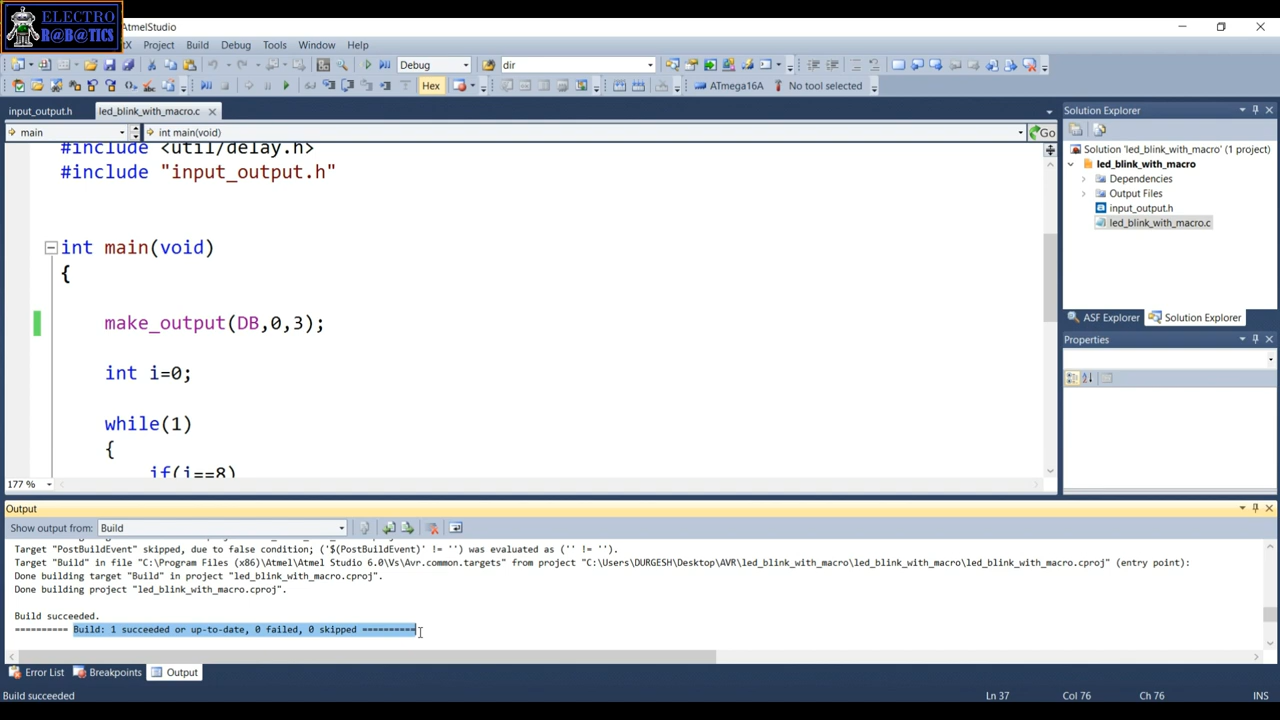 ELECTRO
R@B@TICS
AtmelStudio
Project Build Debug Tools Window Help
Debug dir
Hex ATmega16A No tool selected
input_output.h led_blink_with_macro.c
main int main(void) Go
#include <util/delay.h>
#include "input_output.h"
int main(void)
{
make_output(DB,0,3);
int i=0;
while(1)
{
if(i==8)
177 %
Solution Explorer
Solution 'led_blink_with_macro' (1 project)
led_blink_with_macro
Dependencies
Output Files
input_output.h
led_blink_with_macro.c
ASF Explorer Solution Explorer
Properties
Output
Show output from: Build
Target "PostBuildEvent" skipped, due to false condition; ('$(PostBuildEvent)' != '') was evaluated as ('' != '').
Target "Build" in file "C:\Program Files (x86)\Atmel\Atmel Studio 6.0\Vs\Avr.common.targets" from project "C:\Users\DURGESH\Desktop\AVR\led_blink_with_macro\led_blink_with_macro\led_blink_with_macro.cproj" (entry point):
Done building target "Build" in project "led_blink_with_macro.cproj".
Done building project "led_blink_with_macro.cproj".
Build succeeded.
========== Build: 1 succeeded or up-to-date, 0 failed, 0 skipped ==========
Error List Breakpoints Output
Build succeeded Ln 37 Col 76 Ch 76 INS